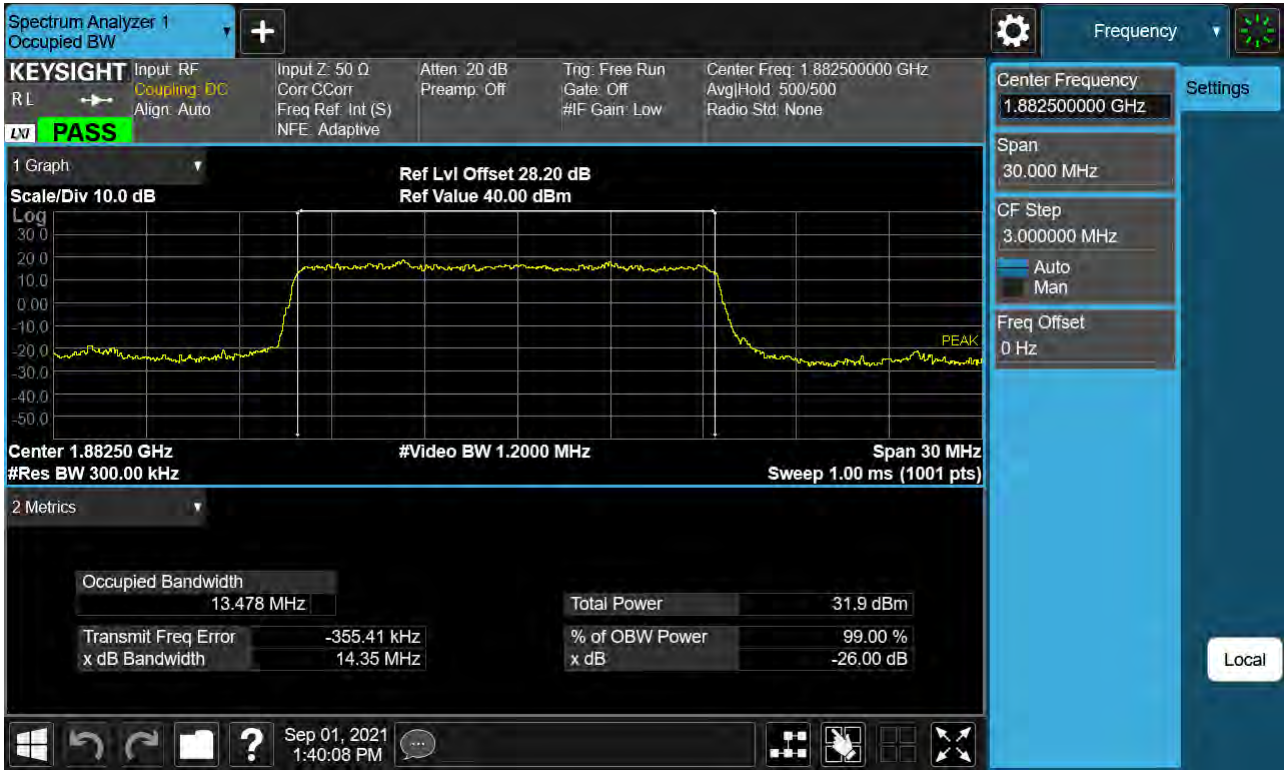 Spectrum Analyzer 1
Occupied BW
+
Frequency
KEYSIGHT
RL
LXI PASS
Input: RF
Coupling: DC
Align: Auto
Input Z: 50 Ω
Corr CCorr
Freq Ref: Int (S)
NFE: Adaptive
Atten: 20 dB
Preamp: Off
Trig: Free Run
Gate: Off
#IF Gain: Low
Center Freq: 1.882500000 GHz
Avg|Hold: 500/500
Radio Std: None
1 Graph
Scale/Div 10.0 dB
Ref Lvl Offset 28.20 dB
Ref Value 40.00 dBm
Log
30.0
20.0
10.0
0.00
-10.0
-20.0
-30.0
-40.0
-50.0
PEAK
Center 1.88250 GHz
#Video BW 1.2000 MHz
Span 30 MHz
#Res BW 300.00 kHz
Sweep 1.00 ms (1001 pts)
2 Metrics
Occupied Bandwidth
13.478 MHz
Total Power 31.9 dBm
Transmit Freq Error -355.41 kHz
% of OBW Power 99.00 %
x dB Bandwidth 14.35 MHz
x dB -26.00 dB
Center Frequency
1.882500000 GHz
Settings
Span
30.000 MHz
CF Step
3.000000 MHz
Auto
Man
Freq Offset
0 Hz
Local
?
Sep 01, 2021
1:40:08 PM